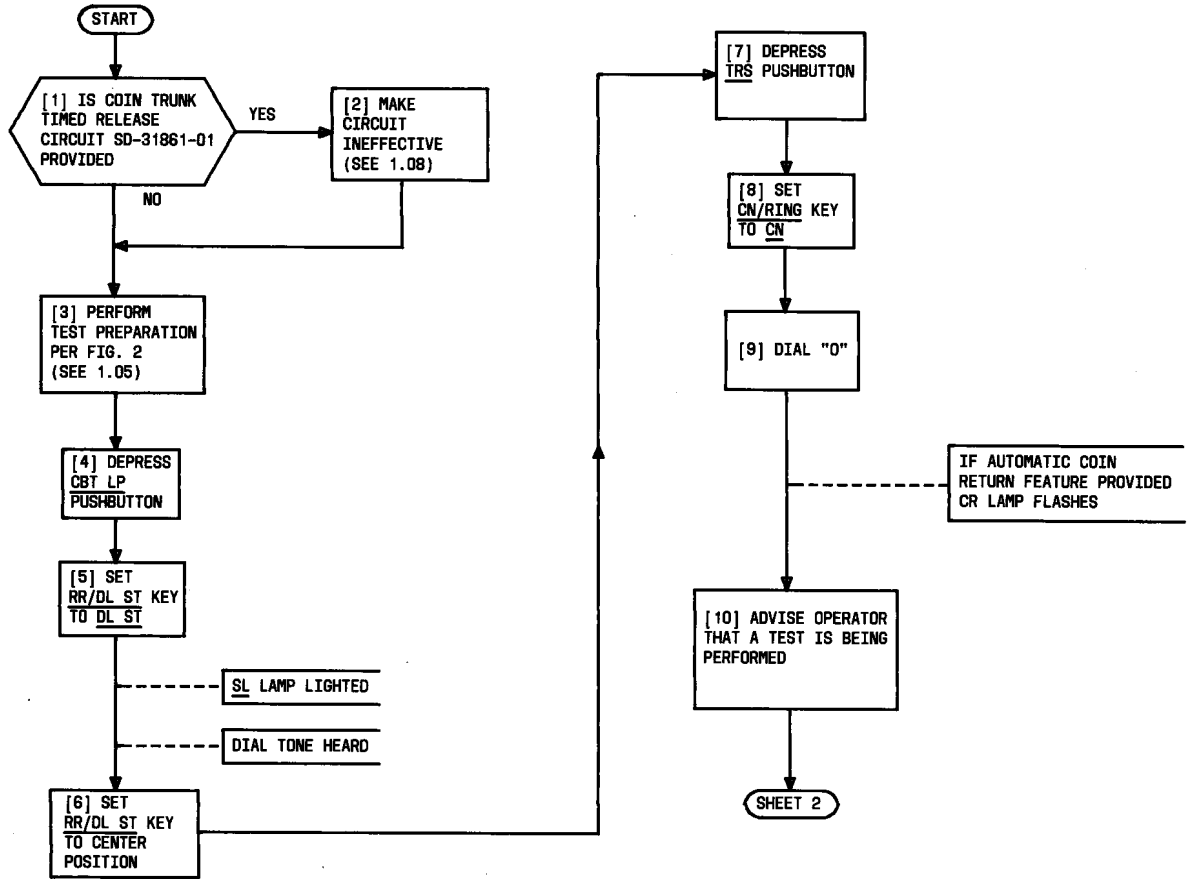 START
[1] IS COIN TRUNK
TIMED RELEASE
CIRCUIT SD-31861-01
PROVIDED
YES
[2] MAKE
CIRCUIT
INEFFECTIVE
(SEE 1.08)
NO
[3] PERFORM
TEST PREPARATION
PER FIG. 2
(SEE 1.05)
[4] DEPRESS
CBT LP
PUSHBUTTON
[5] SET
RR/DL ST KEY
TO DL ST
SL LAMP LIGHTED
DIAL TONE HEARD
[6] SET
RR/DL ST KEY
TO CENTER
POSITION
[7] DEPRESS
TRS PUSHBUTTON
[8] SET
CN/RING KEY
TO CN
[9] DIAL "0"
IF AUTOMATIC COIN
RETURN FEATURE PROVIDED
CR LAMP FLASHES
[10] ADVISE OPERATOR
THAT A TEST IS BEING
PERFORMED
SHEET 2